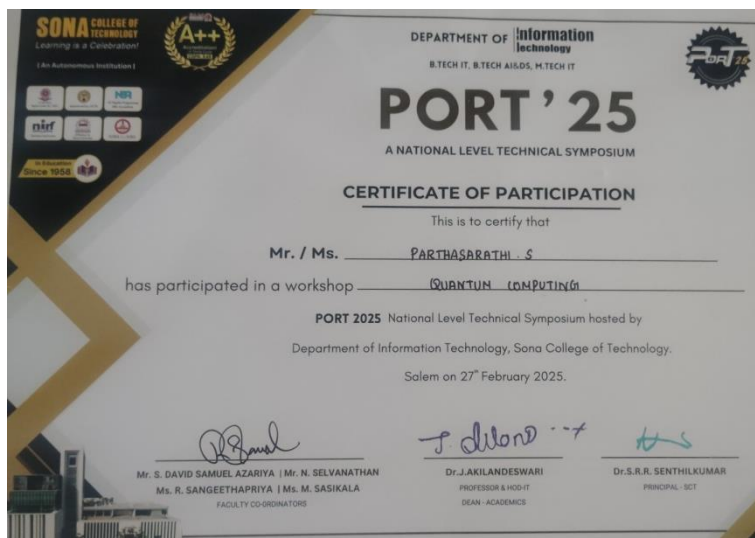 SONA COLLEGE OF TECHNOLOGY
Learning is a Celebration!
| An Autonomous Institution |
A++
nirf
In Education
Since 1958
DEPARTMENT OF Information Technology
B.TECH IT, B.TECH AI&DS, M.TECH IT
PORT 25
PORT ' 25
A NATIONAL LEVEL TECHNICAL SYMPOSIUM
CERTIFICATE OF PARTICIPATION
This is to certify that
Mr. / Ms. PARTHASARATHI . S
has participated in a workshop QUANTUN COMPUTING
PORT 2025 National Level Technical Symposium hosted by
Department of Information Technology, Sona College of Technology.
Salem on 27th February 2025.
Mr. S. DAVID SAMUEL AZARIYA | Mr. N. SELVANATHAN
Ms. R. SANGEETHAPRIYA | Ms. M. SASIKALA
FACULTY CO-ORDINATORS
Dr.J.AKILANDESWARI
PROFESSOR & HOD-IT
DEAN - ACADEMICS
Dr.S.R.R. SENTHILKUMAR
PRINCIPAL - SCT